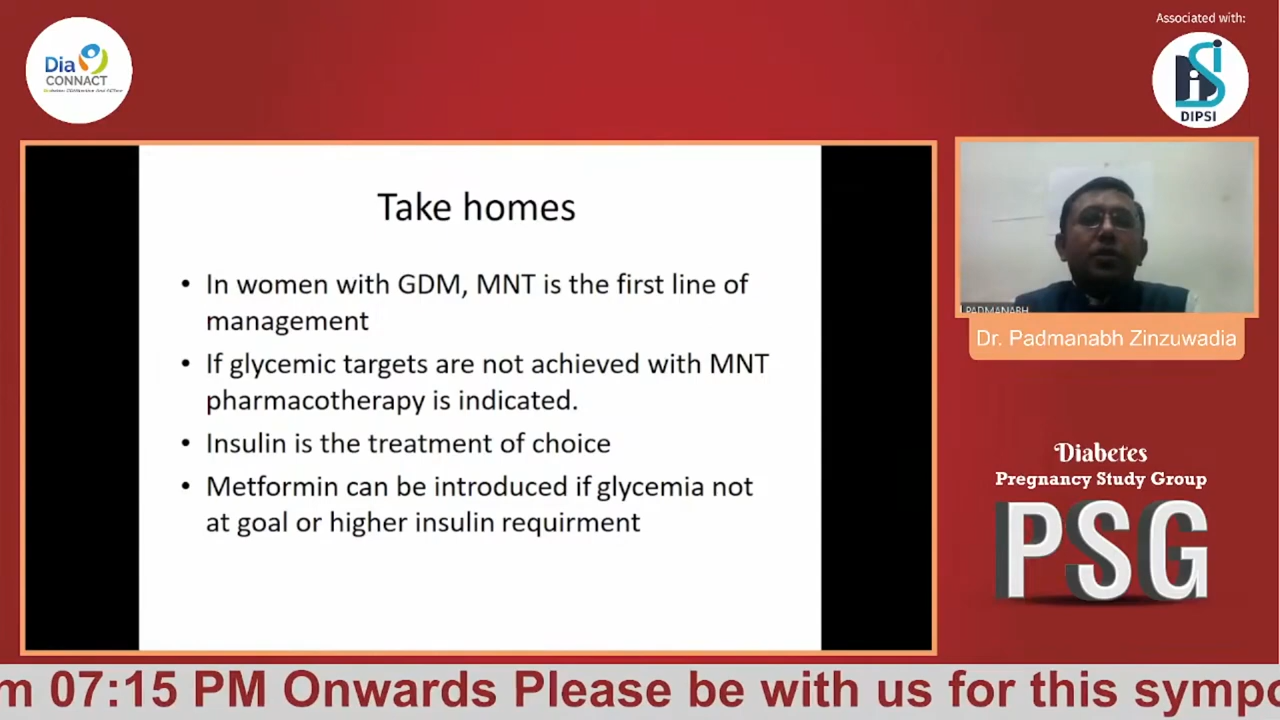 Associated with:
Dia
CONNACT
DiSi
DIPSI
Take homes
• In women with GDM, MNT is the first line of
management
• If glycemic targets are not achieved with MNT
pharmacotherapy is indicated.
• Insulin is the treatment of choice
• Metformin can be introduced if glycemia not
at goal or higher insulin requirment
PADMANABH
Dr. Padmanabh Zinzuwadia
Diabetes
Pregnancy Study Group
PSG
m 07:15 PM Onwards Please be with us for this sympo